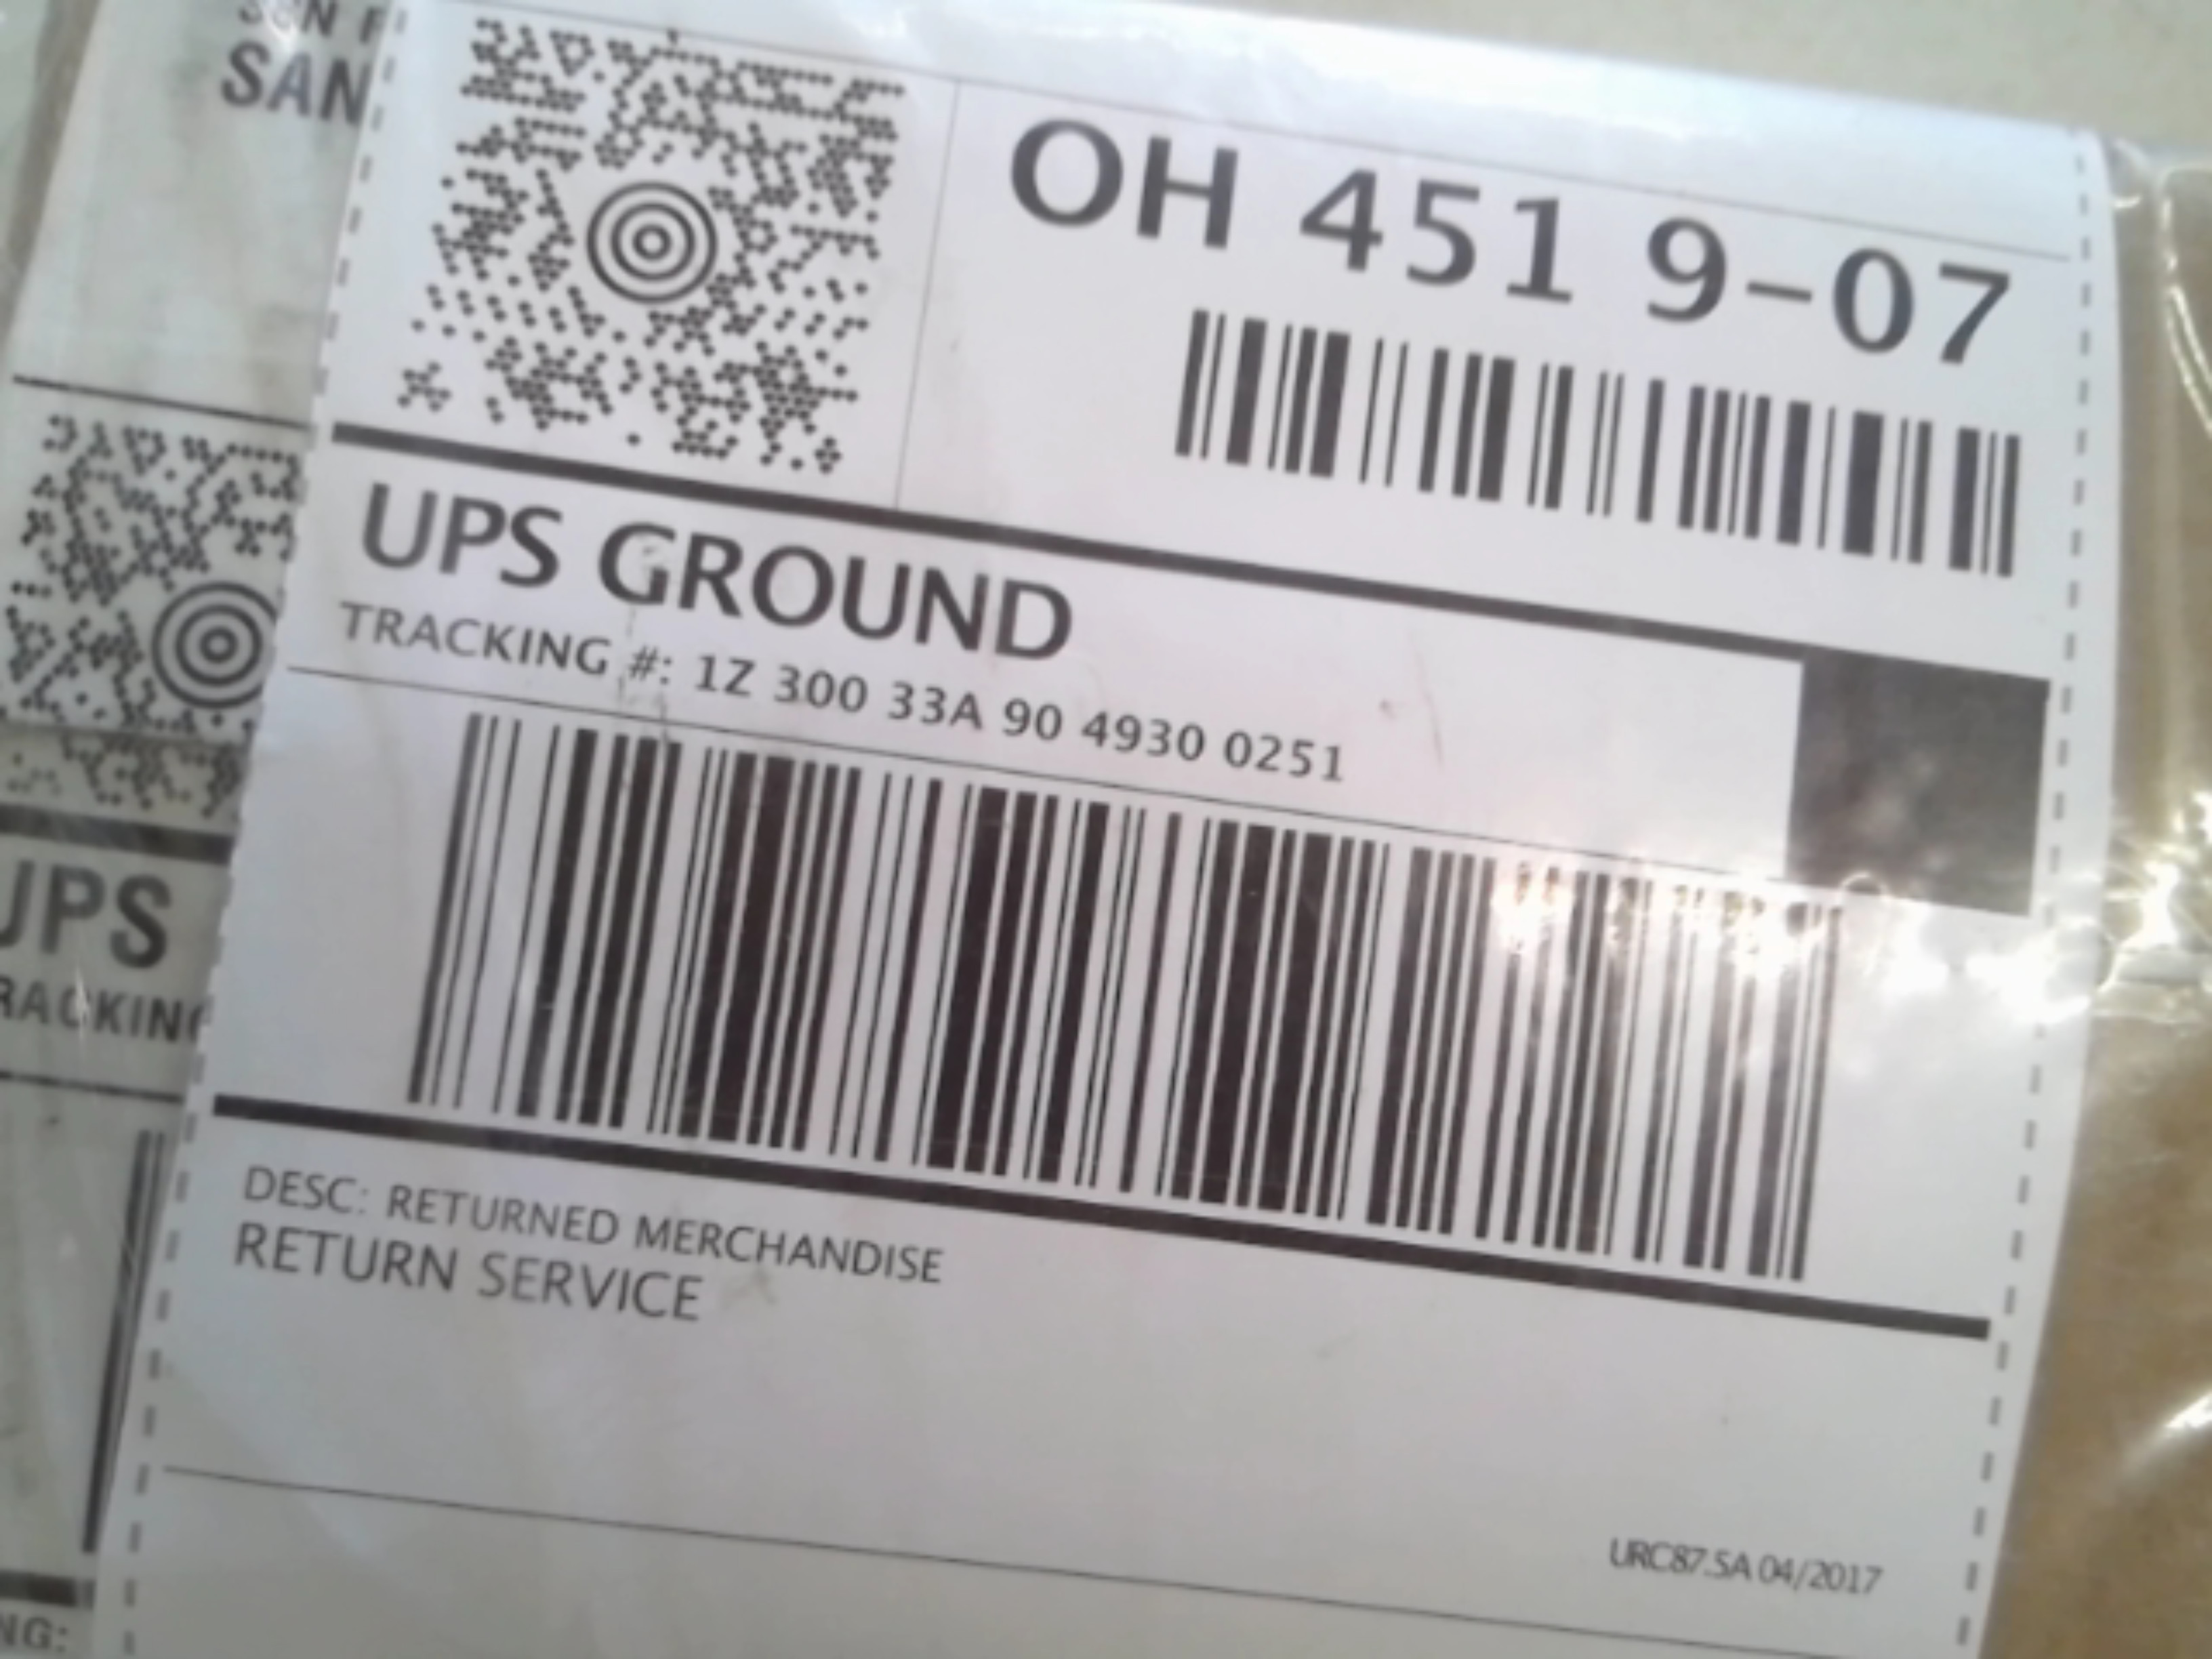 SAN
OH 451 9-07
UPS GROUND
TRACKING #: 1Z 300 33A 90 4930 0251
UPS
RACKING
DESC: RETURNED MERCHANDISE
RETURN SERVICE
URC87.5A 04/2017
NG: